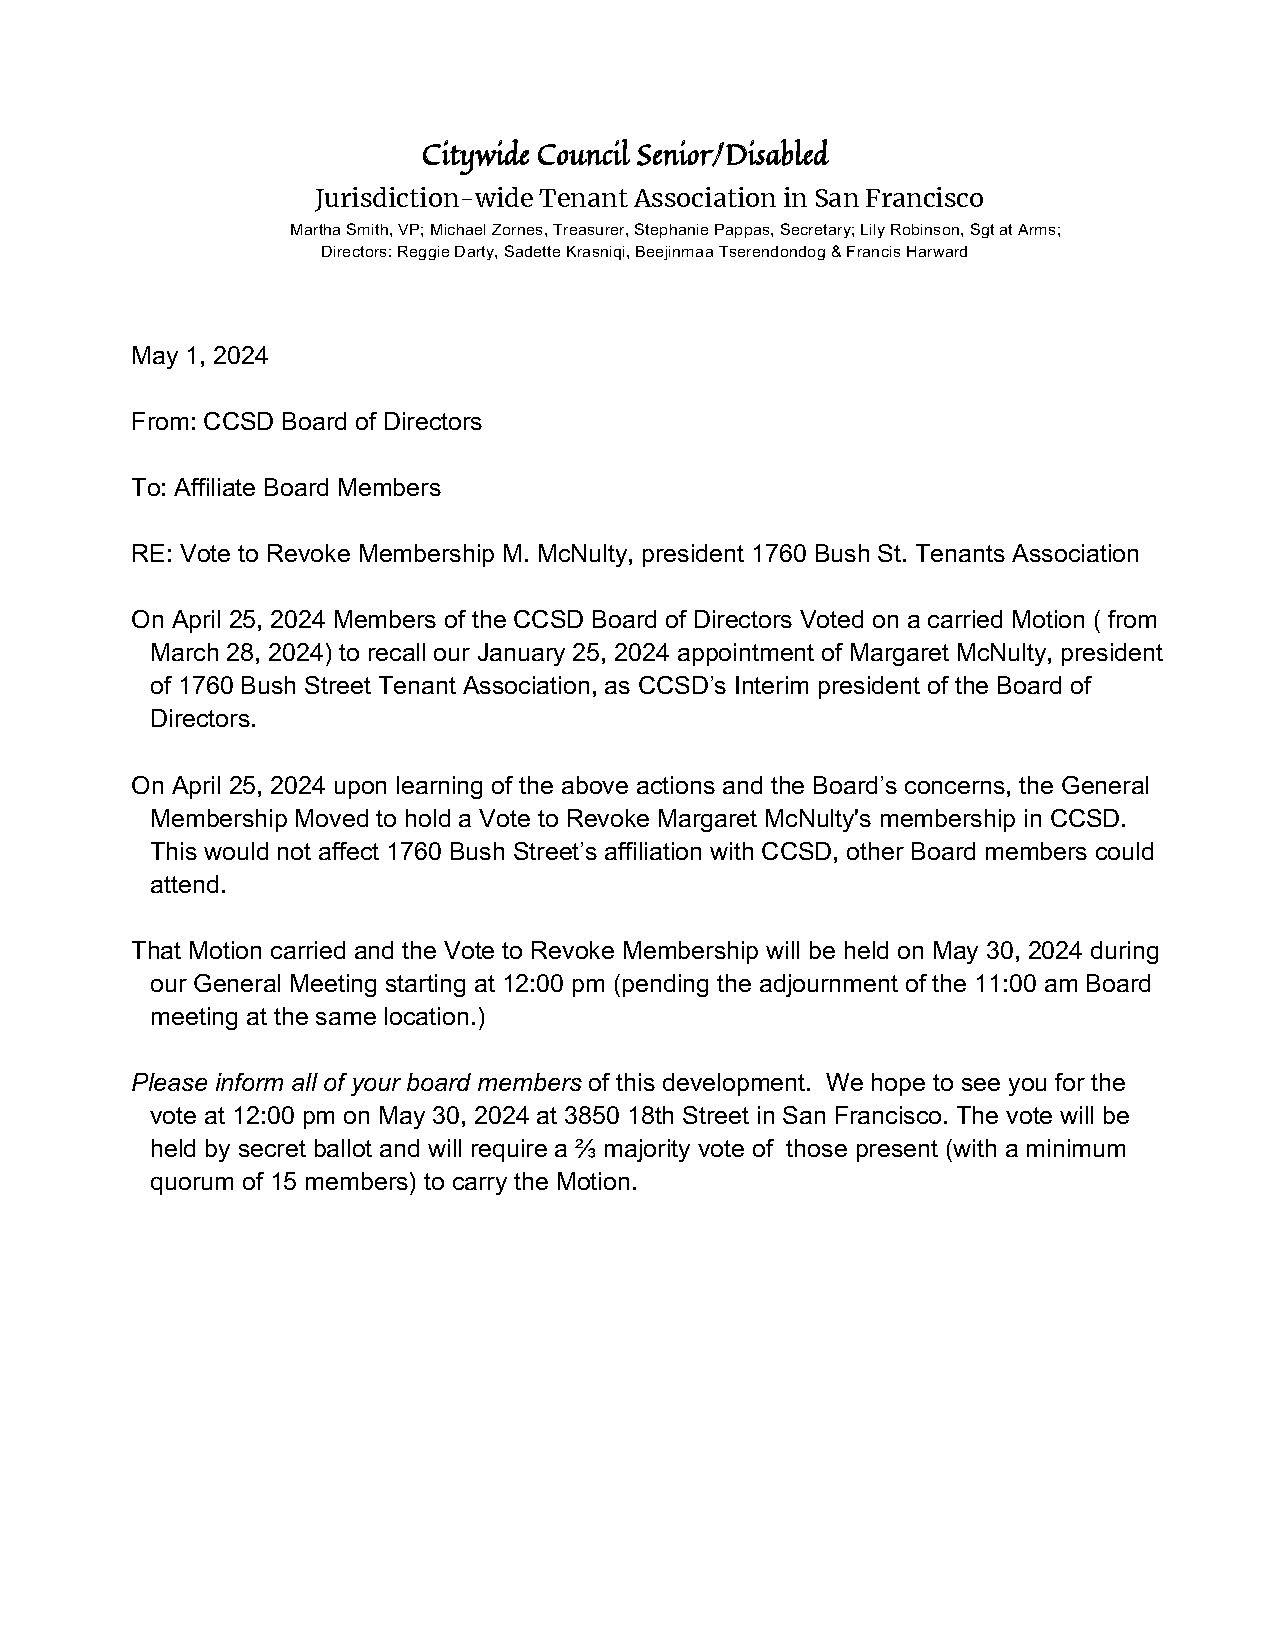 Citywide Council Senior/Disabled
Jurisdiction-wide Tenant Association in San Francisco
Martha Smith, VP; Michael Zornes, Treasurer, Stephanie Pappas, Secretary; Lily Robinson, Sgt at Arms;
Directors: Reggie Darty, Sadette Krasniqi, Beejinmaa Tserendondog & Francis Harward
May 1, 2024
From: CCSD Board of Directors
To: Affiliate Board Members
RE: Vote to Revoke Membership M. McNulty, president 1760 Bush St. Tenants Association
On April 25, 2024 Members of the CCSD Board of Directors Voted on a carried Motion ( from
March 28, 2024) to recall our January 25, 2024 appointment of Margaret McNulty, president
of 1760 Bush Street Tenant Association, as CCSD’s Interim president of the Board of
Directors.
On April 25, 2024 upon learning of the above actions and the Board’s concerns, the General
Membership Moved to hold a Vote to Revoke Margaret McNulty's membership in CCSD.
This would not affect 1760 Bush Street’s affiliation with CCSD, other Board members could
attend.
That Motion carried and the Vote to Revoke Membership will be held on May 30, 2024 during
our General Meeting starting at 12:00 pm (pending the adjournment of the 11:00 am Board
meeting at the same location.)
Please inform all of your board members of this development.  We hope to see you for the
vote at 12:00 pm on May 30, 2024 at 3850 18th Street in San Francisco. The vote will be
held by secret ballot and will require a ⅔ majority vote of  those present (with a minimum
quorum of 15 members) to carry the Motion.